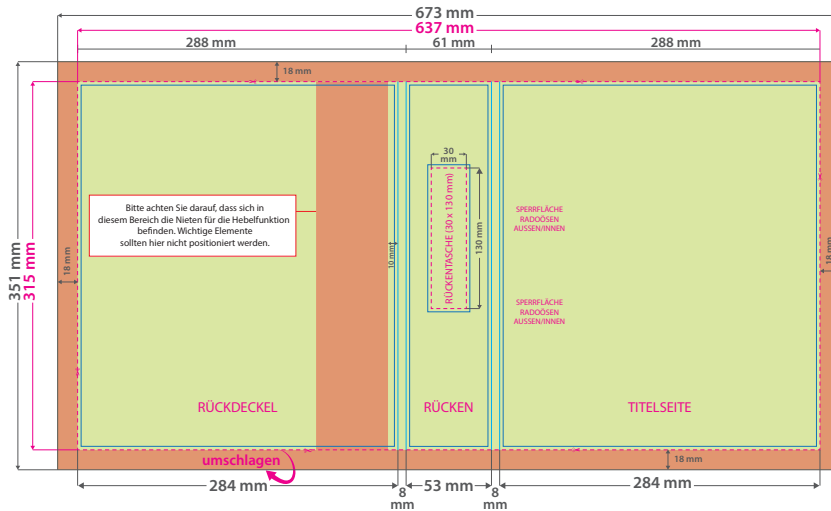 673 mm
637 mm
288 mm
61 mm
288 mm
18 mm
30
mm
Bitte achten Sie darauf, dass sich in
diesem Bereich die Nieten für die Hebelfunktion
befinden. Wichtige Elemente
sollten hier nicht positioniert werden.
RÜCKENTASCHE (30 x 130 mm)
130 mm
10 mm
SPERRFLÄCHE
RADOÖSEN
AUSSEN/INNEN
351 mm
315 mm
18 mm
18 mm
SPERRFLÄCHE
RADOÖSEN
AUSSEN/INNEN
RÜCKDECKEL
RÜCKEN
TITELSEITE
umschlagen
18 mm
284 mm
8
mm
53 mm
8
mm
284 mm